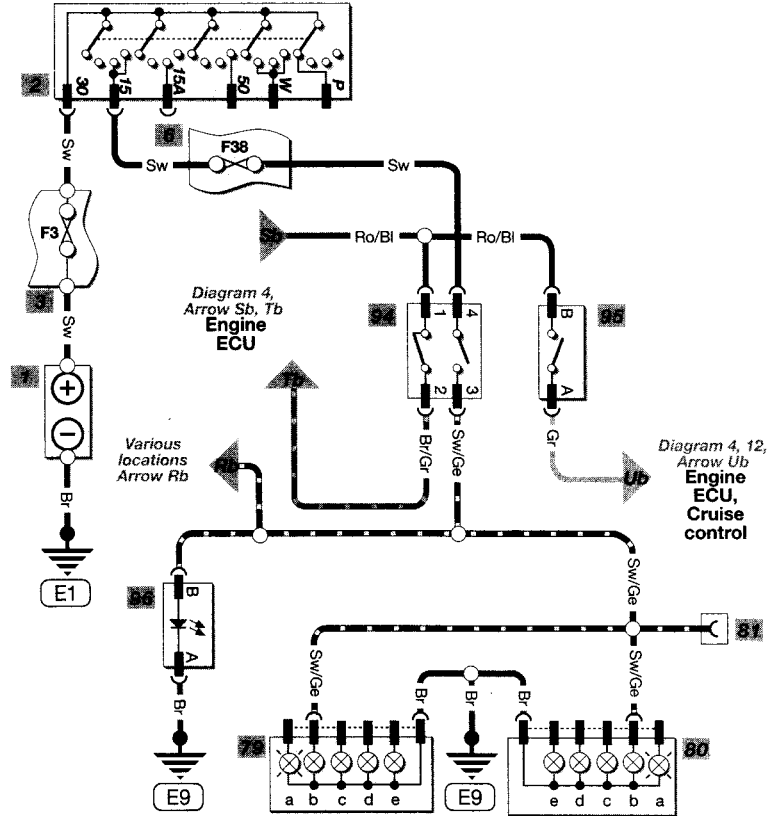 2
30
15
15A
50
W
P
6
F38
Sw
Sw
Sw
F3
3
Sw
1
+
−
Br
E1
Sb
Ro/Bl
Ro/Bl
Diagram 4,
Arrow Sb, Tb
Engine
ECU
94
1
4
2
3
B
95
A
Tb
Br/Gr
Sw/Ge
Gr
Various
locations
Arrow Rb
Rb
Ub
Diagram 4, 12,
Arrow Ub
Engine
ECU,
Cruise
control
B
A
Br
E9
Sw/Ge
81
Sw/Ge
Sw/Ge
Br
Br
Br
79
a b c d e
E9
80
e d c b a